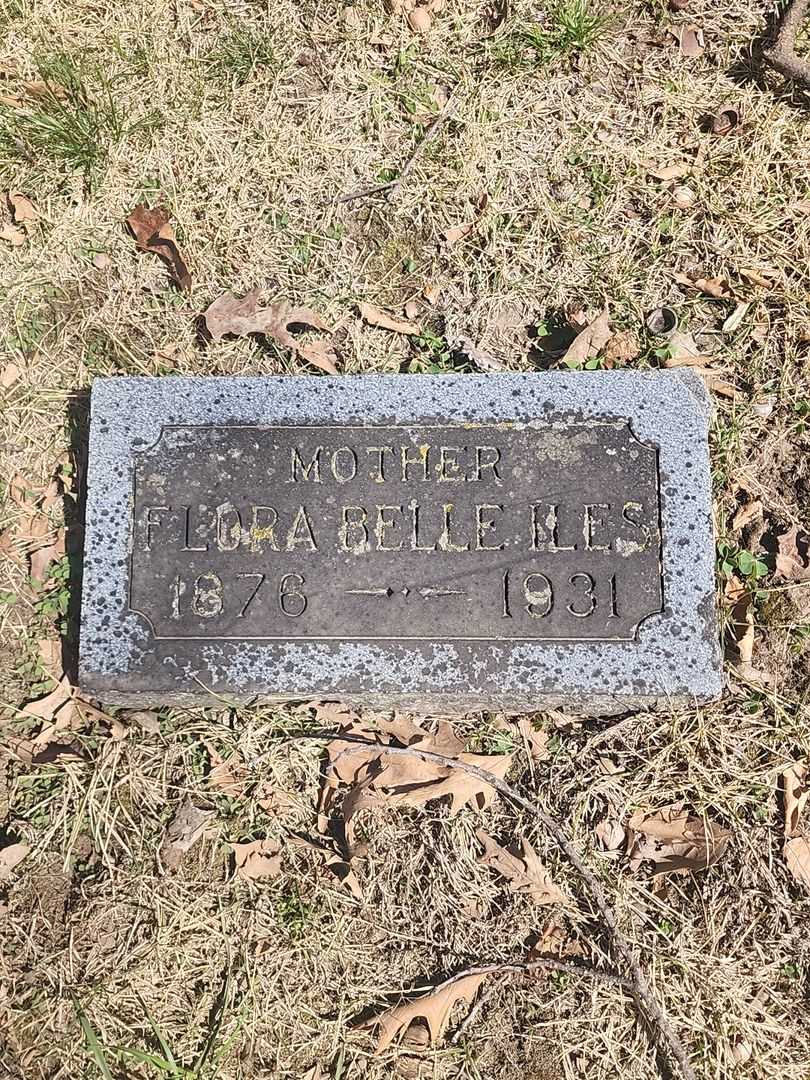 MOTHER
FLORA BELLE ILES
1876 1931